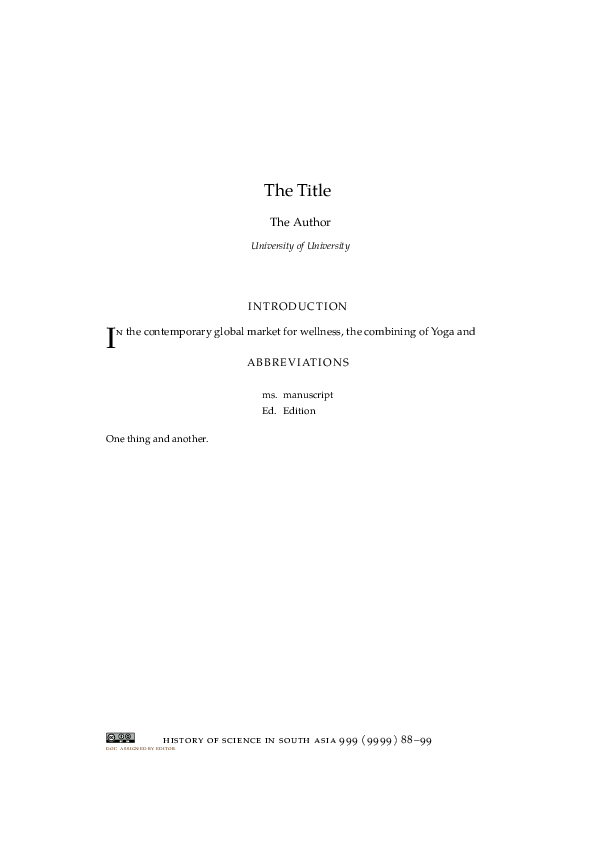 The Title
The Author
University of University
INTRODUCTION
In the contemporary global market for wellness, the combining of Yoga and
ABBREVIATIONS
ms. manuscript
Ed. Edition
One thing and another.
HISTORY OF SCIENCE IN SOUTH ASIA 999 (9999) 88–99
DOI: ASSIGNED BY EDITOR